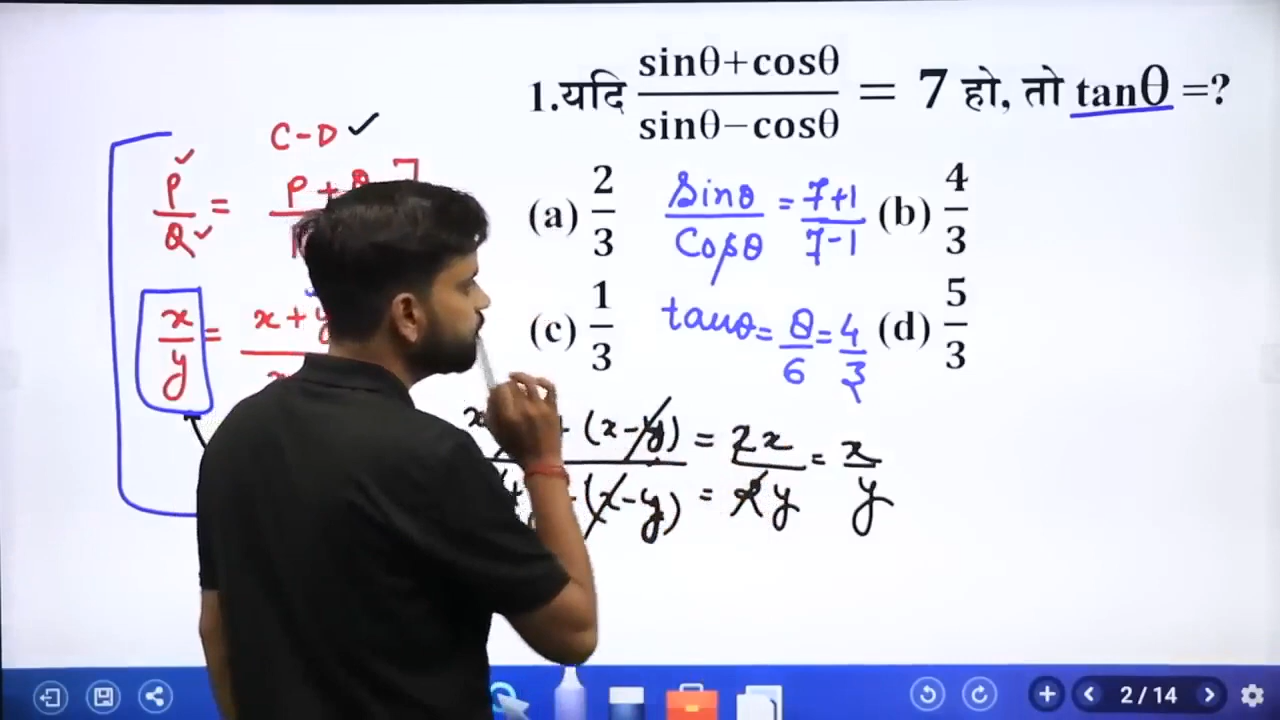 1.यदि sinθ+cosθ/sinθ−cosθ = 7 हो, तो tanθ =?
(a) 2/3
(b) 4/3
(c) 1/3
(d) 5/3
C-D ✓
P/Q =
x/y = x+y
sinθ/cosθ = 7+1/7-1
tanθ = 8/6 = 4/3
+ (x-y) = 2x = x
-(x-y) = 2y y
2 / 14